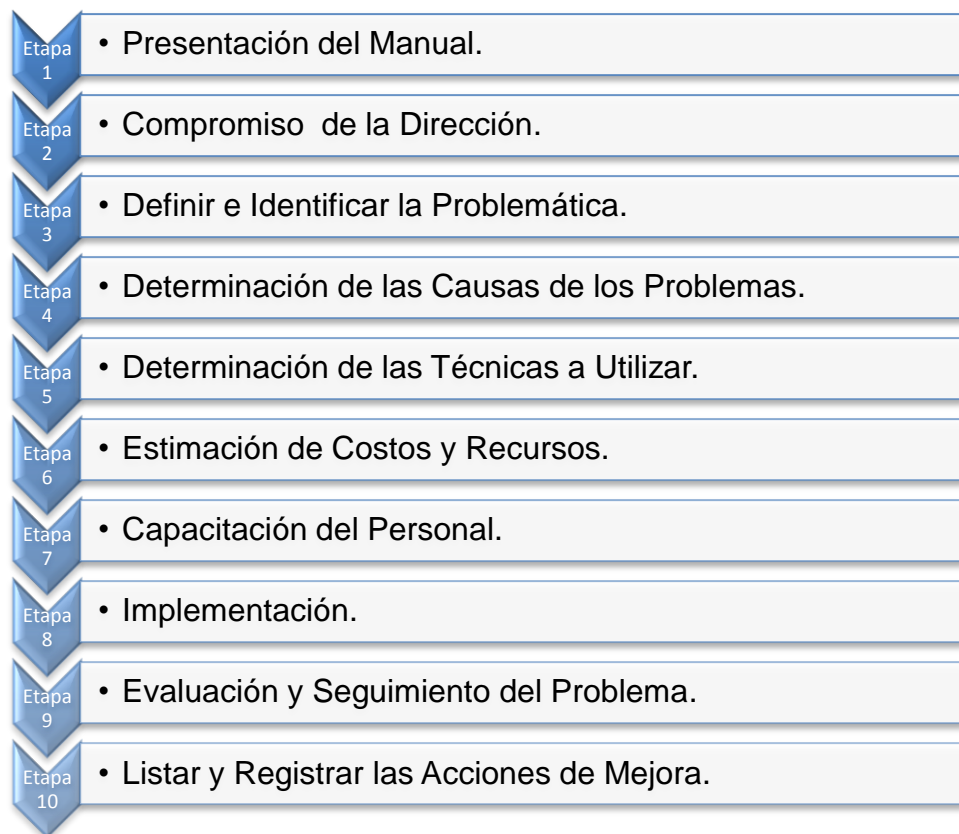 Etapa
1
• Presentación del Manual.
Etapa
2
• Compromiso  de la Dirección.
Etapa
3
• Definir e Identificar la Problemática.
Etapa
4
• Determinación de las Causas de los Problemas.
Etapa
5
• Determinación de las Técnicas a Utilizar.
Etapa
6
• Estimación de Costos y Recursos.
Etapa
7
• Capacitación del Personal.
Etapa
8
• Implementación.
Etapa
9
• Evaluación y Seguimiento del Problema.
Etapa
10
• Listar y Registrar las Acciones de Mejora.